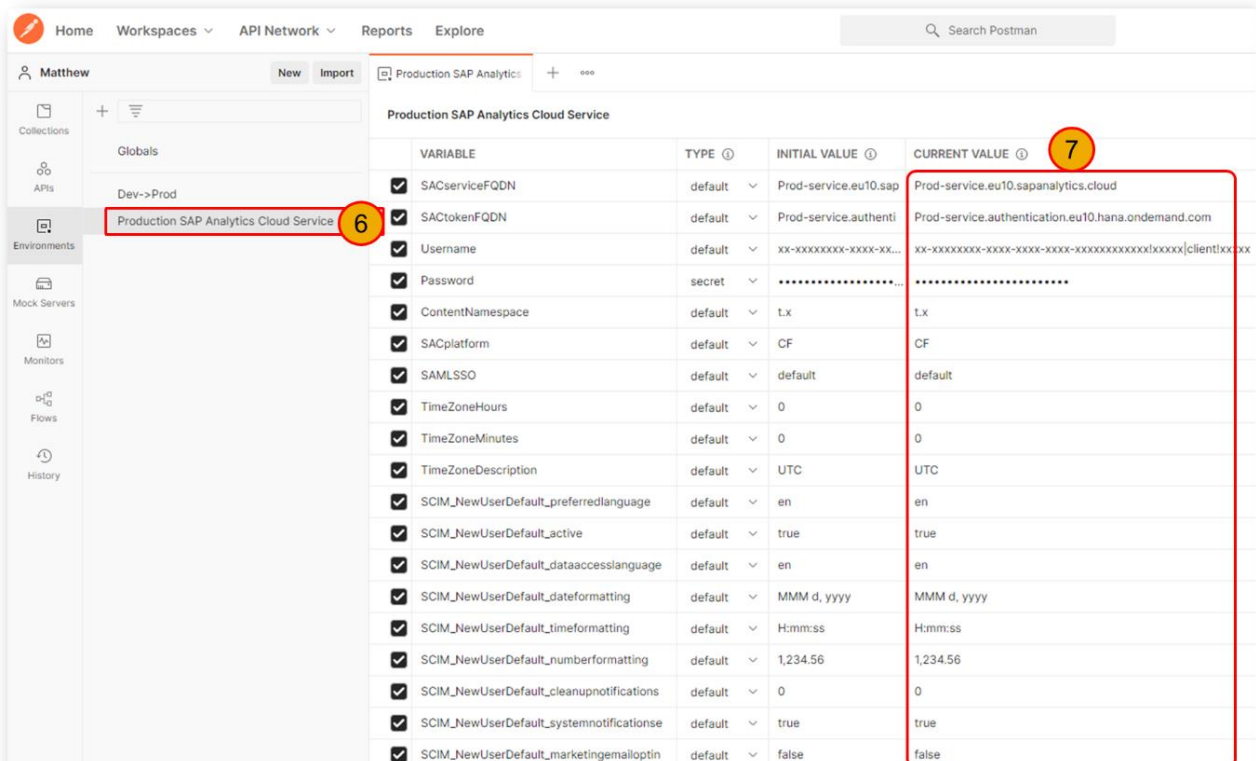 Home Workspaces API Network Reports Explore Search Postman
Matthew New Import Production SAP Analytics
Collections
APIs
Environments
Mock Servers
Monitors
Flows
History
Globals
Dev->Prod
Production SAP Analytics Cloud Service 6
Production SAP Analytics Cloud Service
VARIABLE TYPE INITIAL VALUE CURRENT VALUE 7
SACserviceFQDN default Prod-service.eu10.sap Prod-service.eu10.sapanalytics.cloud
SACtokenFQDN default Prod-service.authenti Prod-service.authentication.eu10.hana.ondemand.com
Username default xx-xxxxxxxx-xxxx-xx... xx-xxxxxxxx-xxxx-xxxx-xxxx-xxxxxxxxxxxx!xxxxx|client!xxxxx
Password secret ••••••••••••••••••... ••••••••••••••••••••••••
ContentNamespace default t.x t.x
SACplatform default CF CF
SAMLSSO default default default
TimeZoneHours default 0 0
TimeZoneMinutes default 0 0
TimeZoneDescription default UTC UTC
SCIM_NewUserDefault_preferredlanguage default en en
SCIM_NewUserDefault_active default true true
SCIM_NewUserDefault_dataaccesslanguage default en en
SCIM_NewUserDefault_dateformatting default MMM d, yyyy MMM d, yyyy
SCIM_NewUserDefault_timeformatting default H:mm:ss H:mm:ss
SCIM_NewUserDefault_numberformatting default 1,234.56 1,234.56
SCIM_NewUserDefault_cleanupnotifications default 0 0
SCIM_NewUserDefault_systemnotificationse default true true
SCIM_NewUserDefault_marketingemailoptin default false false